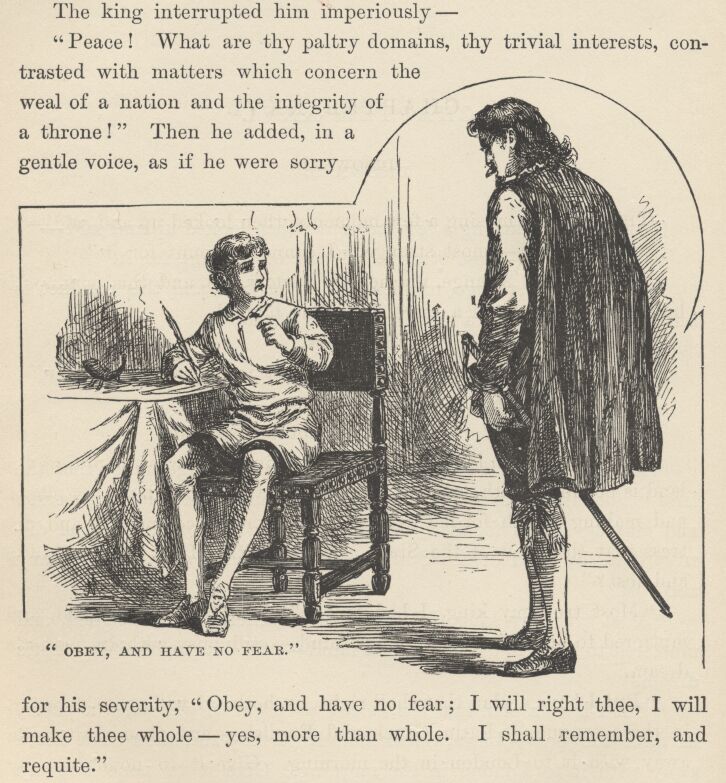 The king interrupted him imperiously —
“Peace! What are thy paltry domains, thy trivial interests, con-
trasted with matters which concern the
weal of a nation and the integrity of
a throne!” Then he added, in a
gentle voice, as if he were sorry
“ OBEY, AND HAVE NO FEAR.”
for his severity, “Obey, and have no fear; I will right thee, I will
make thee whole — yes, more than whole. I shall remember, and
requite.”